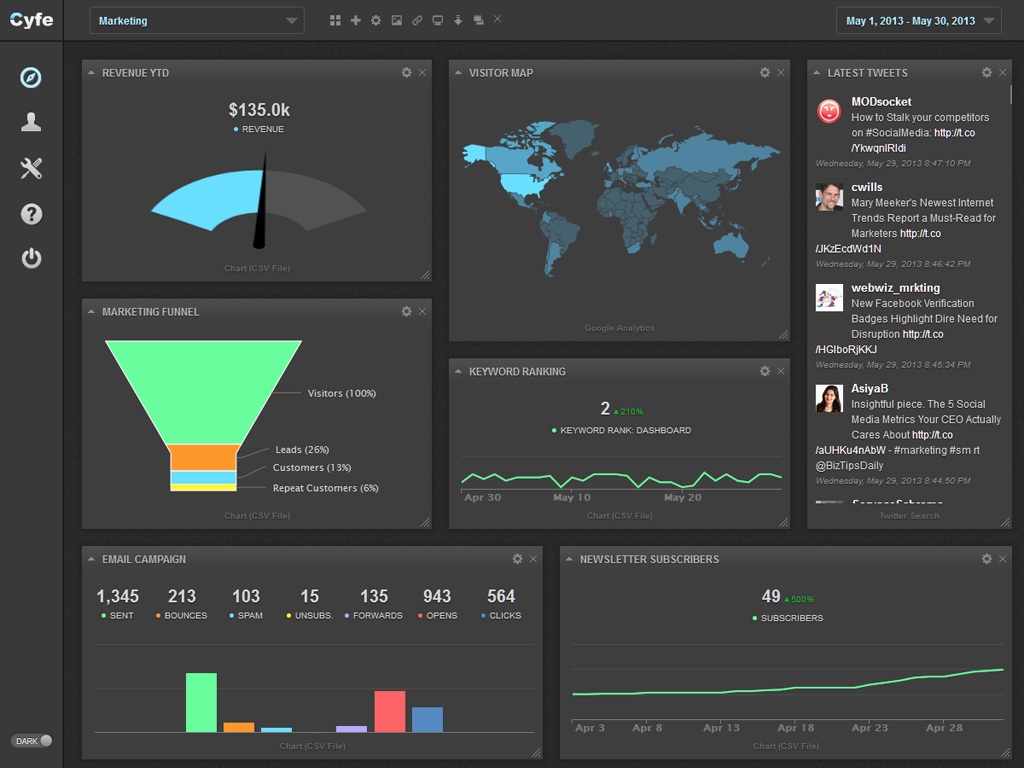 Cyfe
Marketing
May 1, 2013 - May 30, 2013
REVENUE YTD
$135.0k
REVENUE
Chart (CSV File)
VISITOR MAP
Google Analytics
LATEST TWEETS
MODsocket
How to Stalk your competitors
on #SocialMedia: http://t.co
/YkwqnIRIdi
Wednesday, May 29, 2013 8:47:10 PM
cwills
Mary Meeker's Newest Internet
Trends Report a Must-Read for
Marketers http://t.co
/JKzEcdWd1N
Wednesday, May 29, 2013 8:46:42 PM
webwiz_mrkting
New Facebook Verification
Badges Highlight Dire Need for
Disruption http://t.co
/HGIboRjKKJ
Wednesday, May 29, 2013 8:45:34 PM
AsiyaB
Insightful piece. The 5 Social
Media Metrics Your CEO Actually
Cares About http://t.co
/aUHKu4nAbW - #marketing #sm rt
@BizTipsDaily
Wednesday, May 29, 2013 8:44:50 PM
Twitter Search
MARKETING FUNNEL
Visitors (100%)
Leads (26%)
Customers (13%)
Repeat Customers (6%)
Chart (CSV File)
KEYWORD RANKING
2 ▲210%
KEYWORD RANK: DASHBOARD
Apr 30 May 10 May 20
Chart (CSV File)
EMAIL CAMPAIGN
1,345 213 103 15 135 943 564
SENT BOUNCES SPAM UNSUBS. FORWARDS OPENS CLICKS
Chart (CSV File)
NEWSLETTER SUBSCRIBERS
49 ▲500%
SUBSCRIBERS
Apr 3 Apr 8 Apr 13 Apr 18 Apr 23 Apr 28
Chart (CSV File)
DARK